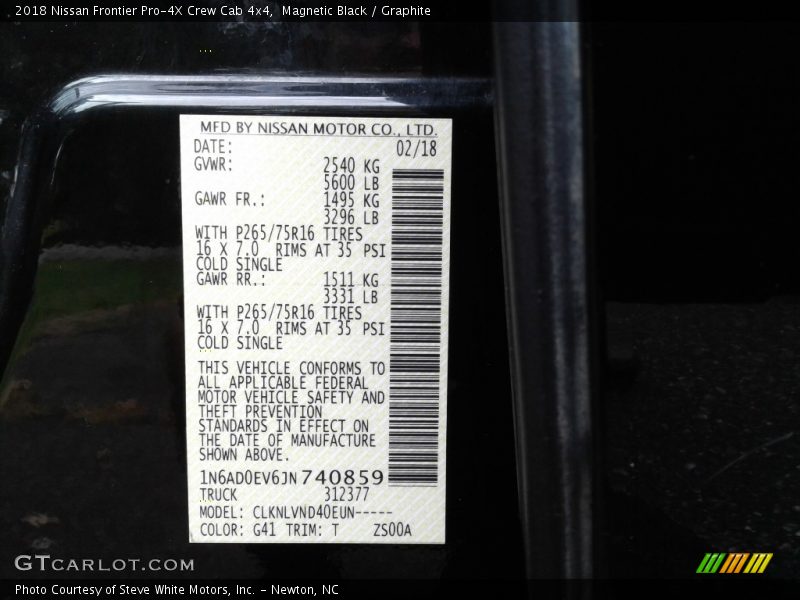 2018 Nissan Frontier Pro-4X Crew Cab 4x4,  Magnetic Black / Graphite
MFD BY NISSAN MOTOR CO., LTD.
DATE: 02/18
GVWR: 2540 KG
5600 LB
GAWR FR.: 1495 KG
3296 LB
WITH P265/75R16 TIRES
16 X 7.0 RIMS AT 35 PSI
COLD SINGLE
GAWR RR.: 1511 KG
3331 LB
WITH P265/75R16 TIRES
16 X 7.0 RIMS AT 35 PSI
COLD SINGLE
THIS VEHICLE CONFORMS TO
ALL APPLICABLE FEDERAL
MOTOR VEHICLE SAFETY AND
THEFT PREVENTION
STANDARDS IN EFFECT ON
THE DATE OF MANUFACTURE
SHOWN ABOVE.
1N6AD0EV6JN740859
TRUCK 312377
MODEL: CLKNLVND40EUN-----
COLOR: G41 TRIM: T ZS00A
GTCARLOT.COM
Photo Courtesy of Steve White Motors, Inc. - Newton, NC